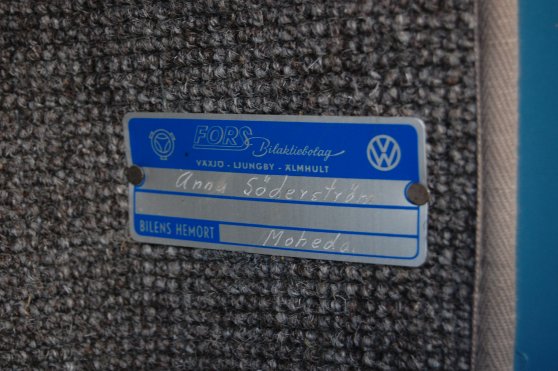 FORS
Bilaktiebolag
VÄXJÖ - LJUNGBY - ÄLMHULT
Anna Söderström
BILENS HEMORT Moheda